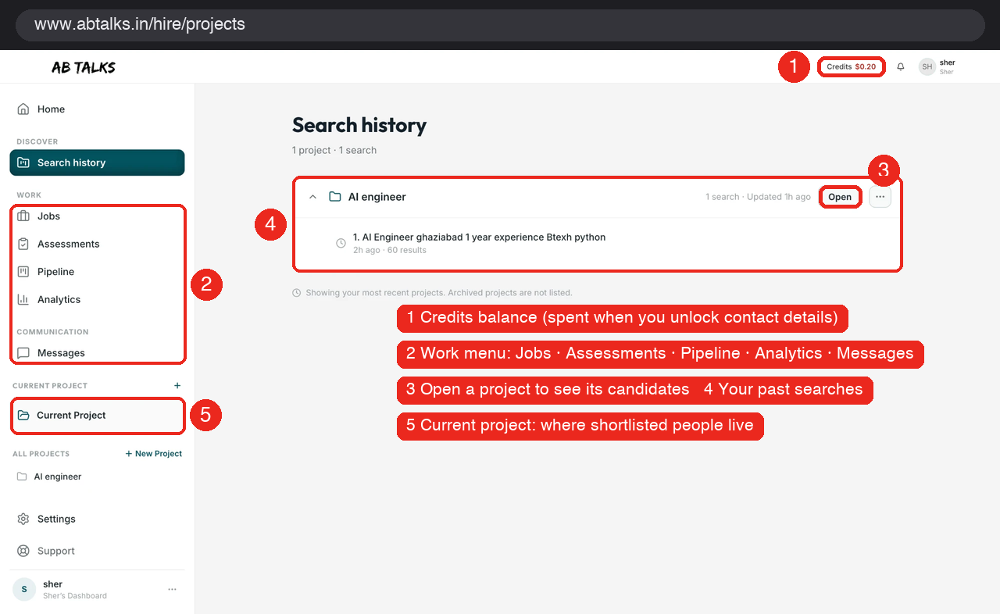 www.abtalks.in/hire/projects
AB TALKS
1
Credits $0.20
SH
sher
Sher
Home
DISCOVER
Search history
WORK
Jobs
Assessments
Pipeline
Analytics
COMMUNICATION
Messages
2
CURRENT PROJECT +
Current Project
5
ALL PROJECTS + New Project
AI engineer
Settings
Support
S
sher
Sher's Dashboard
Search history
1 project · 1 search
3
AI engineer
1 search · Updated 1h ago
Open
4
1. AI Engineer ghaziabad 1 year experience Btexh python
2h ago · 60 results
Showing your most recent projects. Archived projects are not listed.
1 Credits balance (spent when you unlock contact details)
2 Work menu: Jobs · Assessments · Pipeline · Analytics · Messages
3 Open a project to see its candidates 4 Your past searches
5 Current project: where shortlisted people live